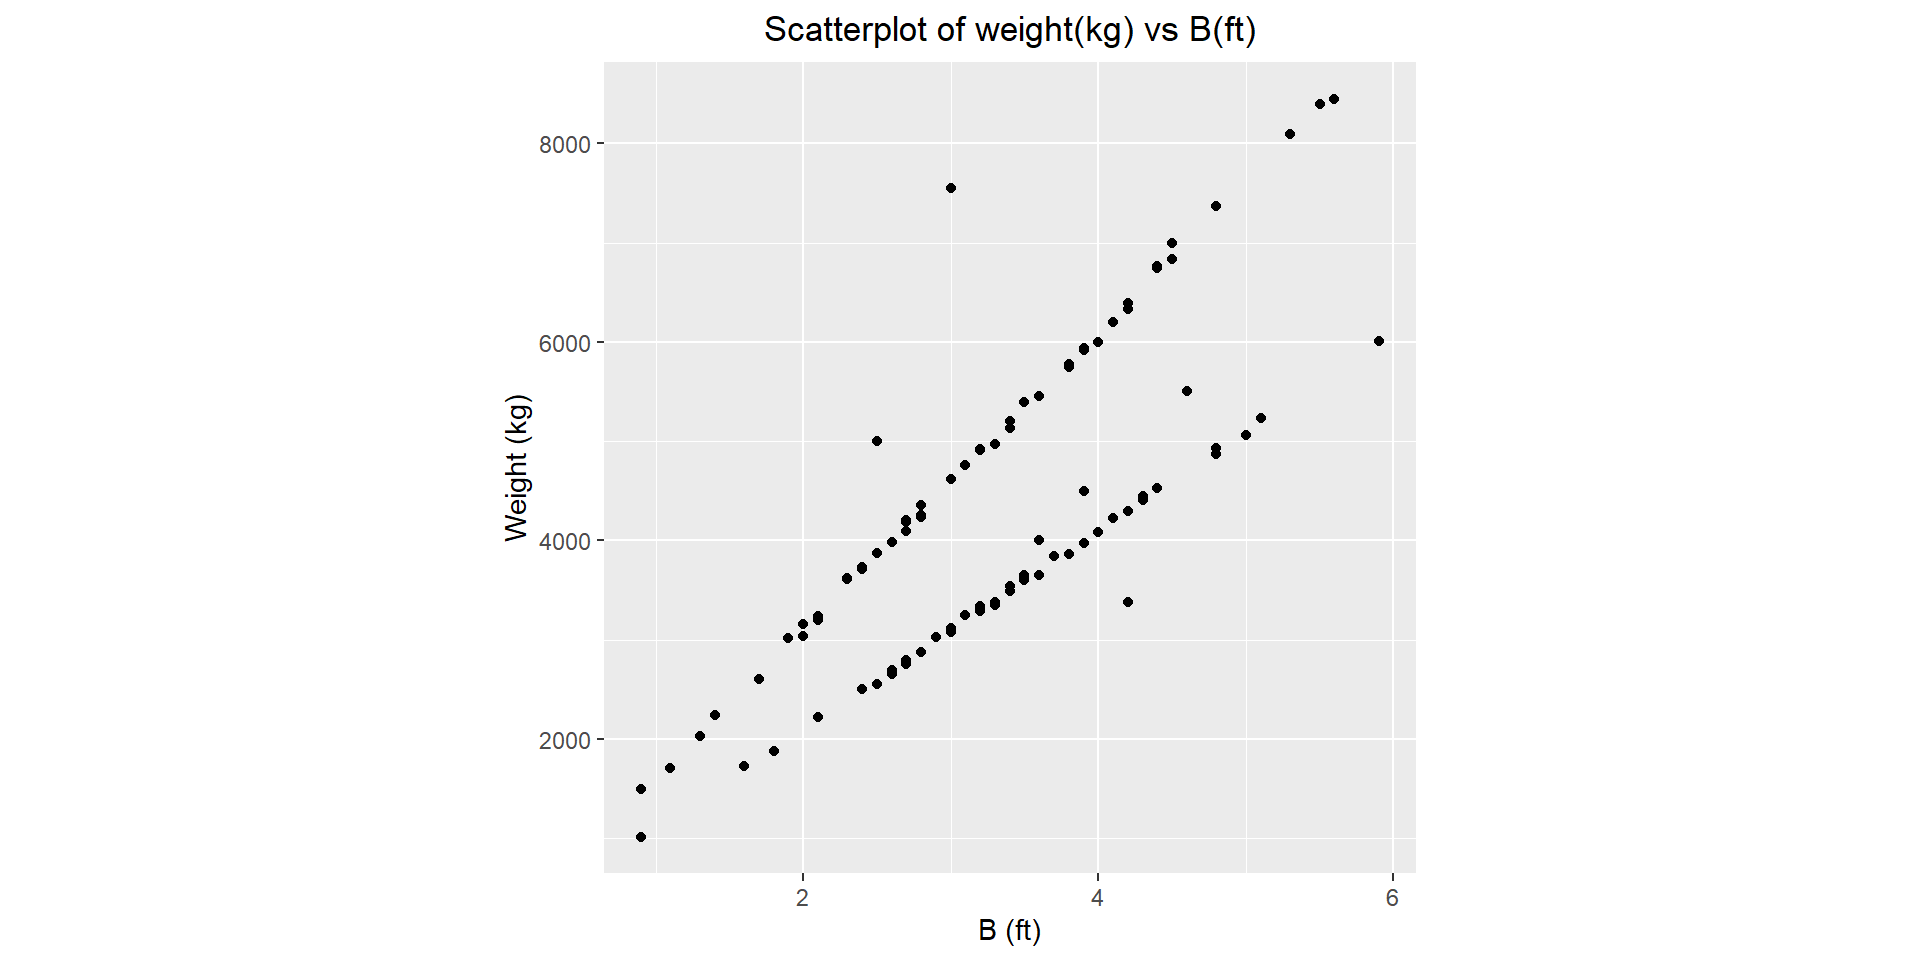 Scatterplot of weight(kg) vs B(ft)
8000
6000
4000
2000
Weight (kg)
2 4 6
B (ft)